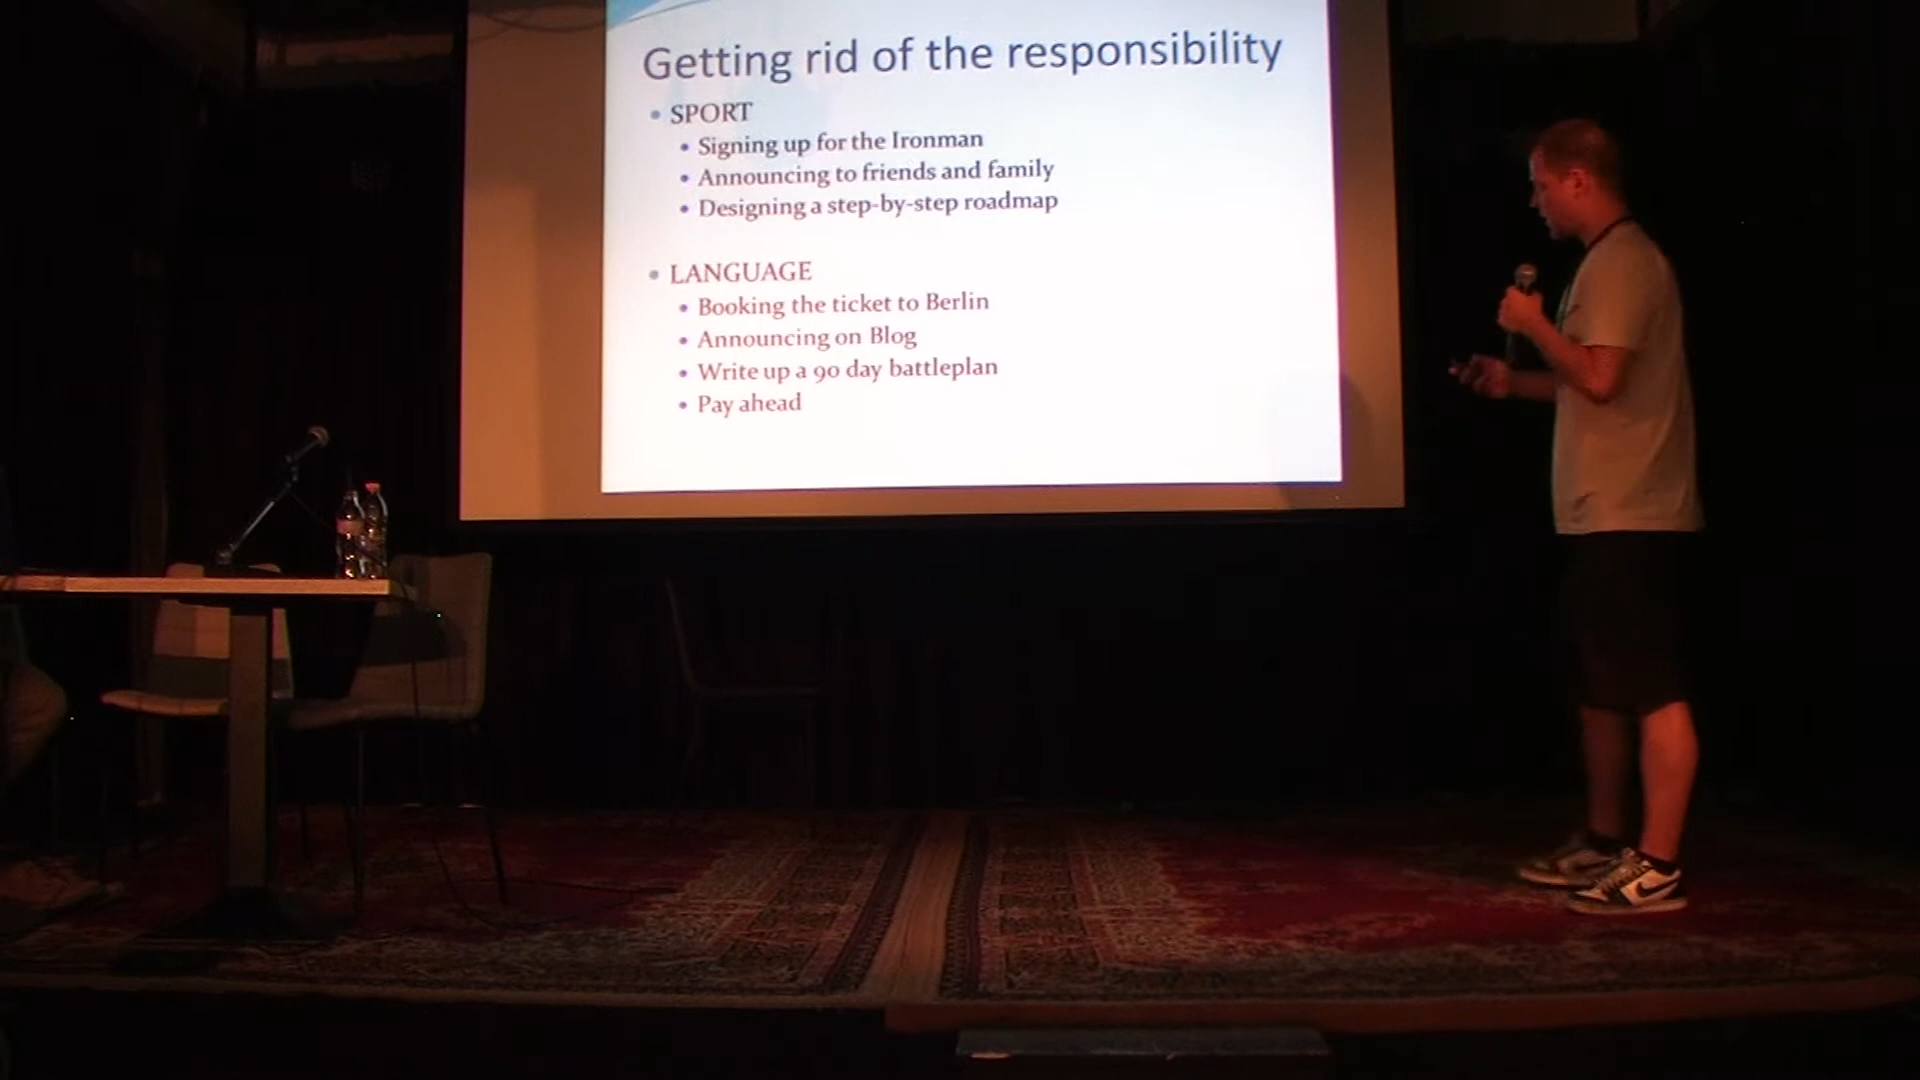 Getting rid of the responsibility
• SPORT
• Signing up for the Ironman
• Announcing to friends and family
• Designing a step-by-step roadmap
• LANGUAGE
• Booking the ticket to Berlin
• Announcing on Blog
• Write up a 90 day battleplan
• Pay ahead